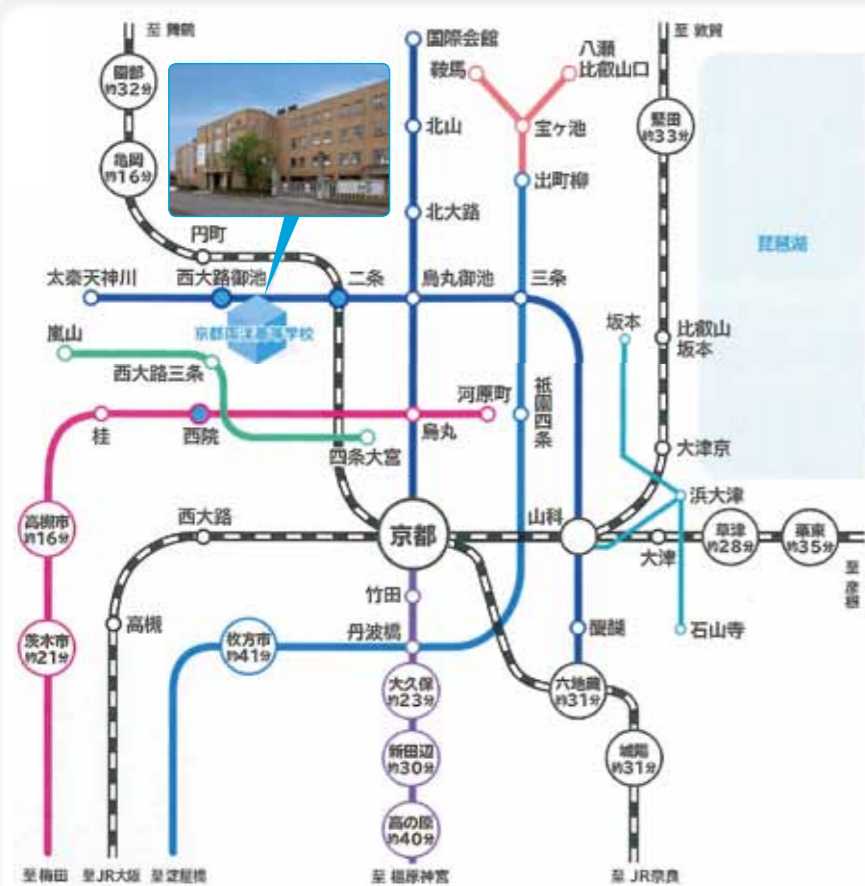 至 舞鶴
園部
約32分
亀岡
約16分
円町
国際会館
鞍馬
八瀬
比叡山口
北山
宝ヶ池
出町柳
北大路
至 敦賀
堅田
約33分
琵琶湖
太秦天神川
西大路御池
二条
烏丸御池
三条
嵐山
西大路三条
坂本
比叡山
坂本
河原町
祇園四条
桂
西院
四条大宮
烏丸
大津京
浜大津
高槻市
約16分
西大路
京都
山科
大津
草津
約28分
栗東
約35分
至 彦根
竹田
高槻
丹波橋
醍醐
石山寺
茨木市
約21分
枚方市
約41分
大久保
約23分
六地蔵
約31分
新田辺
約30分
城陽
約31分
高の原
約40分
至 梅田
至 JR大阪
至 淀屋橋
至 橿原神宮
至 JR奈良